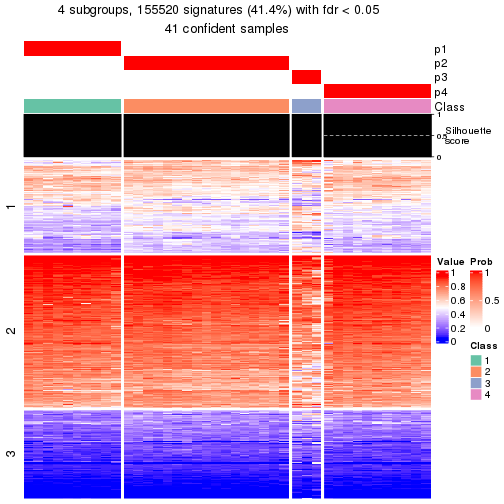 4 subgroups, 155520 signatures (41.4%) with fdr < 0.05
41 confident samples
p1
p2
p3
p4
Class
1
0.5
0
Silhouette
score
1
2
3
Value
1
0.8
0.6
0.4
0.2
0
Prob
1
0.5
0
Class
1
2
3
4